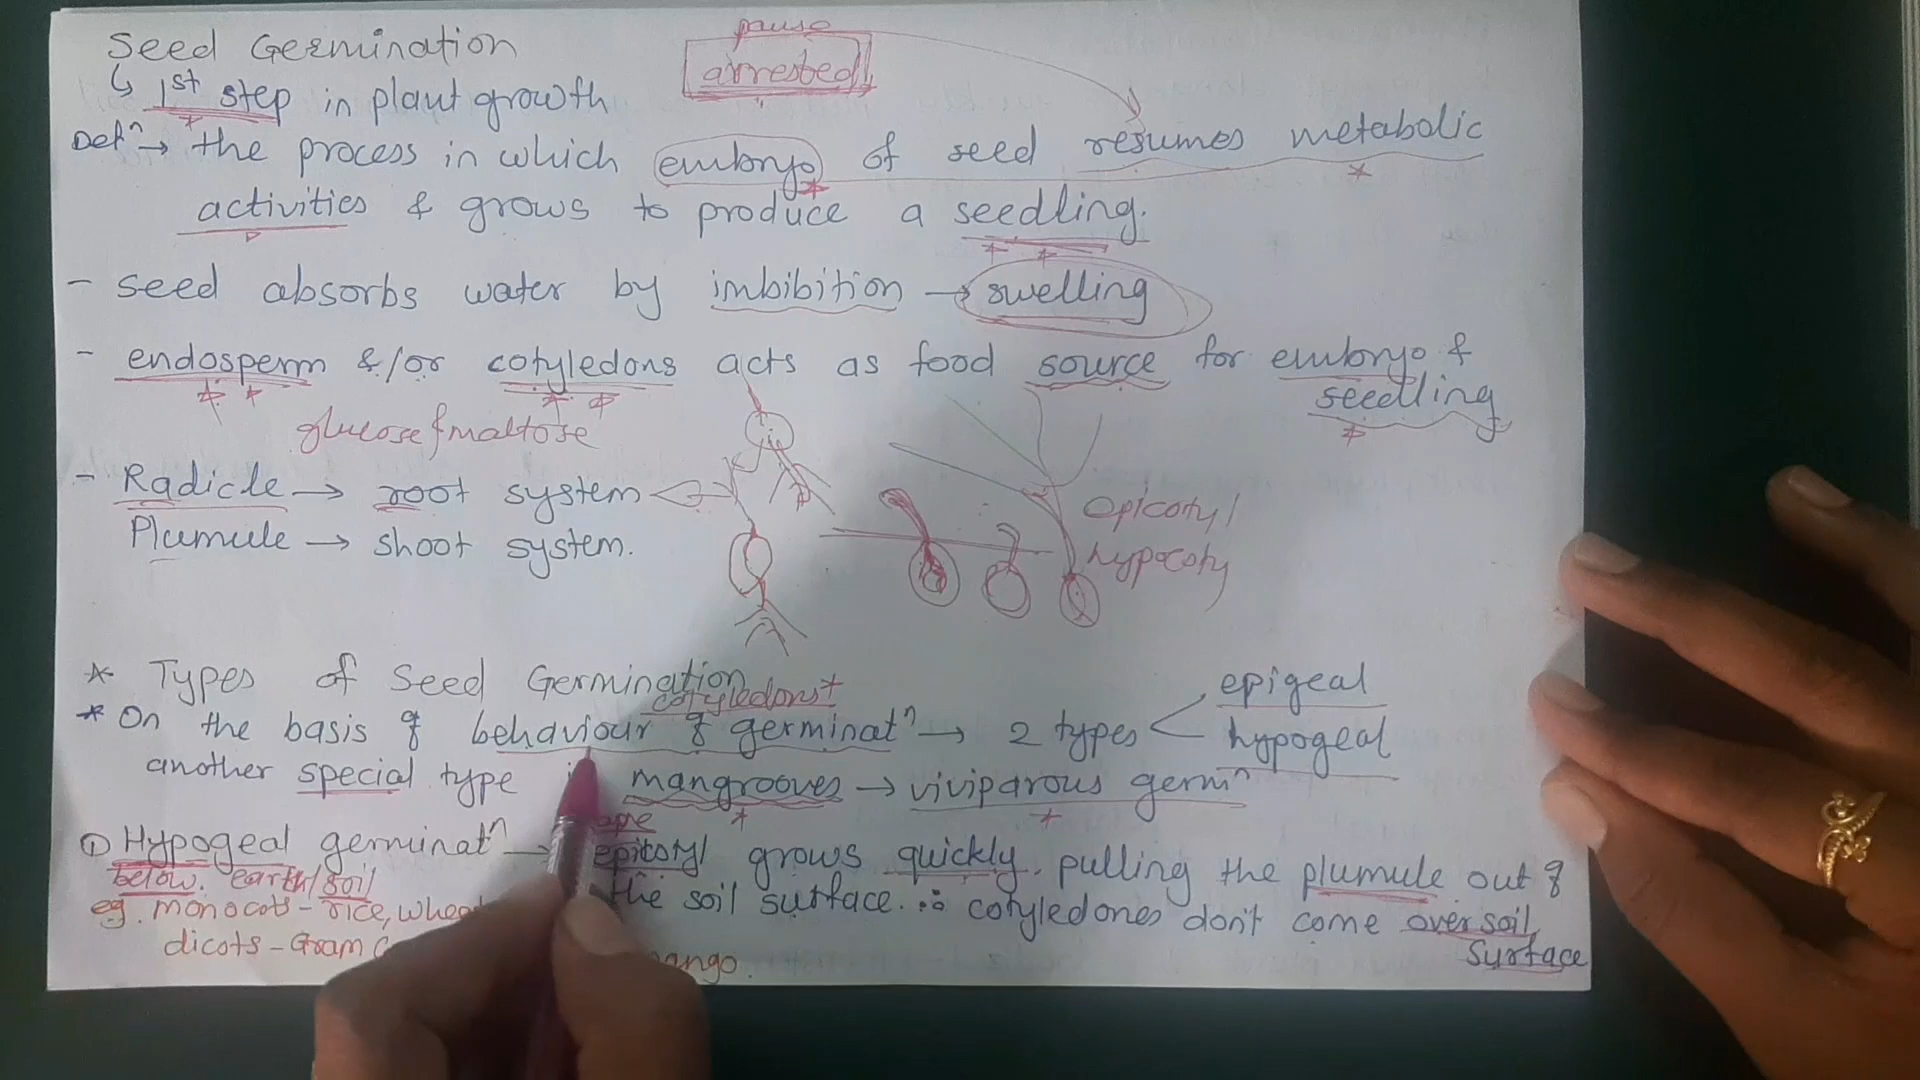 Seed Germination
pause
arrested
↳ 1st step in plant growth
Defⁿ → the process in which embryo of seed resumes metabolic
activities & grows to produce a seedling.
- seed absorbs water by imbibition → swelling
- endosperm &/or cotyledons acts as food source for embryo &
seedling
glucose & maltose
- Radicle → root system
Plumule → shoot system.
epicotyl
hypocoty
* Types of Seed Germination
cotyledons
* On the basis of behaviour of germinatⁿ → 2 types < epigeal
hypogeal
another special type mangrooves → viviparous germⁿ
① Hypogeal germinatⁿ → epicotyl grows quickly pulling the plumule out of
below. earth/soil
the soil surface. ∴ cotyledones don't come over soil
surface
eg. monocots - rice, wheat
dicots - Gram mango.